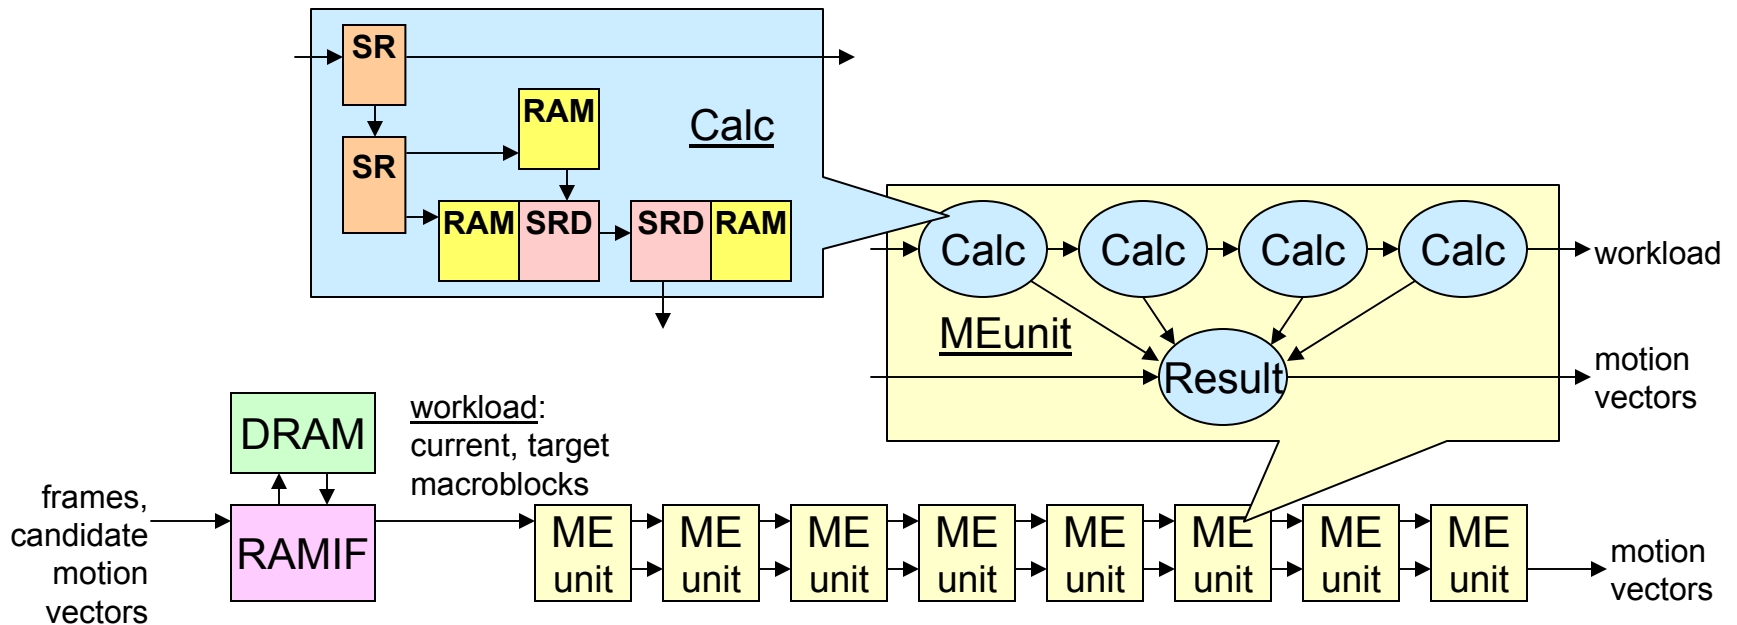 SR
RAM
Calc
SR
RAM SRD SRD RAM
Calc Calc Calc Calc
workload
MEunit
Result
motion
vectors
DRAM
workload:
current, target
macroblocks
frames,
candidate
motion
vectors
RAMIF
ME ME ME ME ME ME ME ME
unit unit unit unit unit unit unit unit
motion
vectors